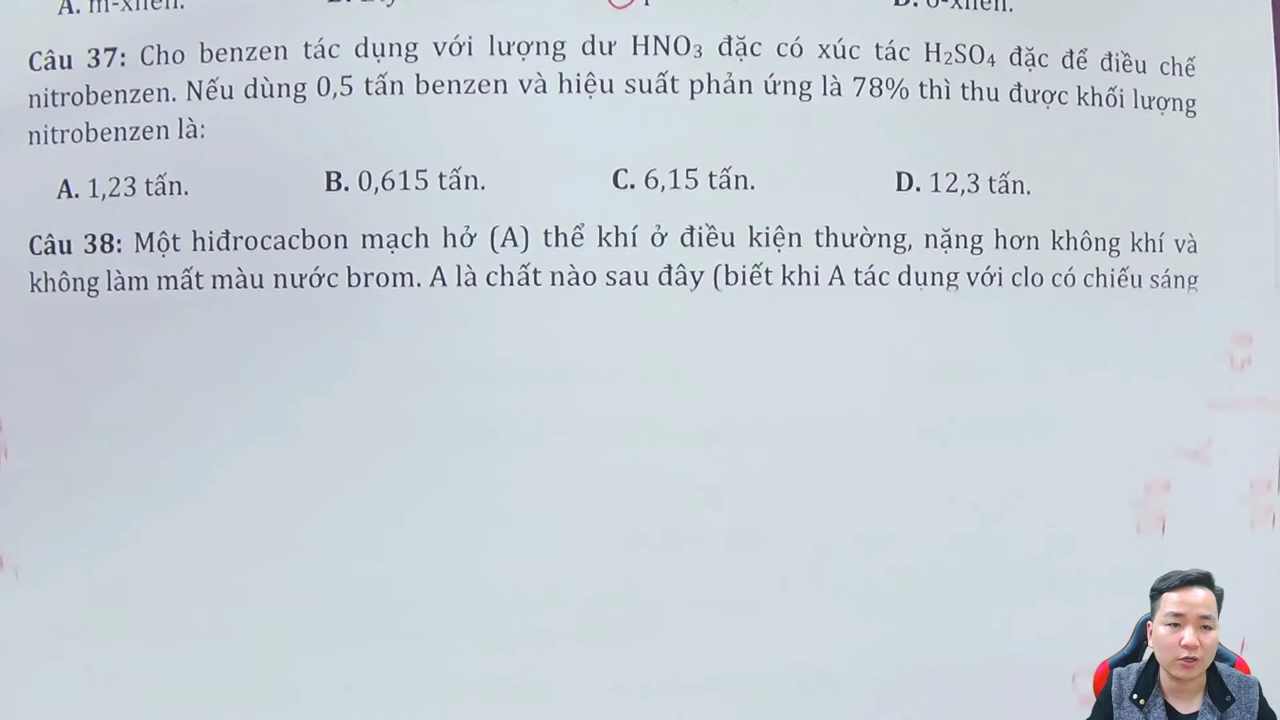 A. m-xilen.
D. o-xilen.
Câu 37: Cho benzen tác dụng với lượng dư HNO₃ đặc có xúc tác H₂SO₄ đặc để điều chế
nitrobenzen. Nếu dùng 0,5 tấn benzen và hiệu suất phản ứng là 78% thì thu được khối lượng
nitrobenzen là:
A. 1,23 tấn. B. 0,615 tấn. C. 6,15 tấn. D. 12,3 tấn.
Câu 38: Một hiđrocacbon mạch hở (A) thể khí ở điều kiện thường, nặng hơn không khí và
không làm mất màu nước brom. A là chất nào sau đây (biết khi A tác dụng với clo có chiếu sáng